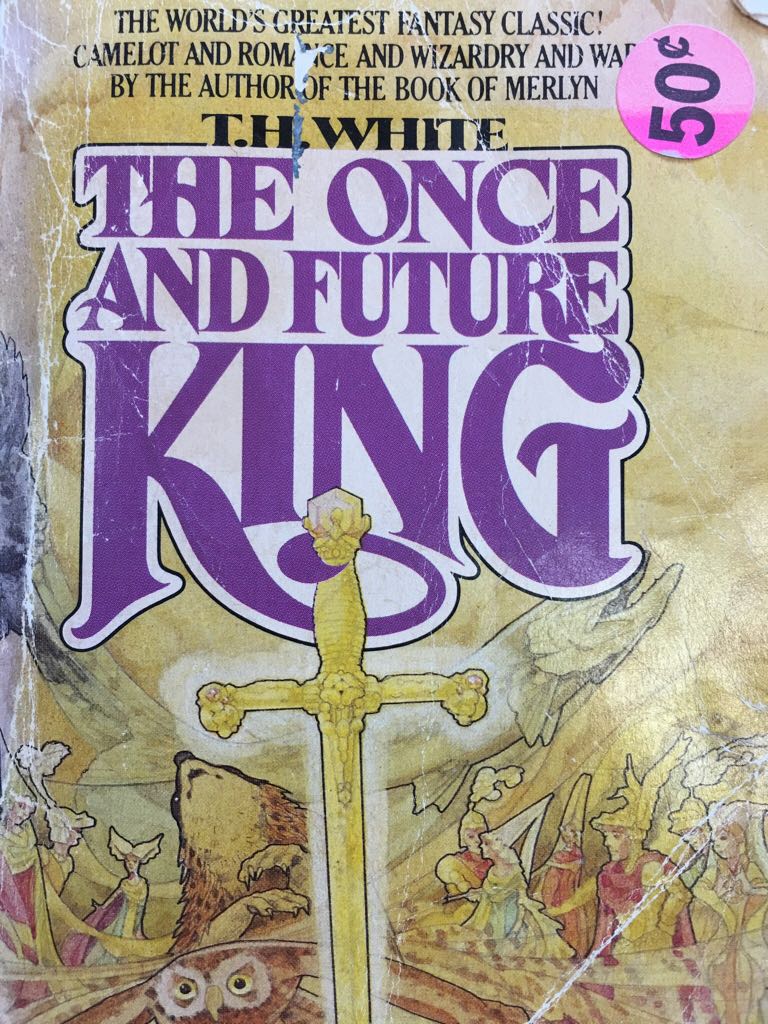 THE WORLD'S GREATEST FANTASY CLASSIC!
CAMELOT AND ROMANCE AND WIZARDRY AND WAR
BY THE AUTHOR OF THE BOOK OF MERLYN
50¢
T.H. WHITE
THE ONCE
AND FUTURE
KING